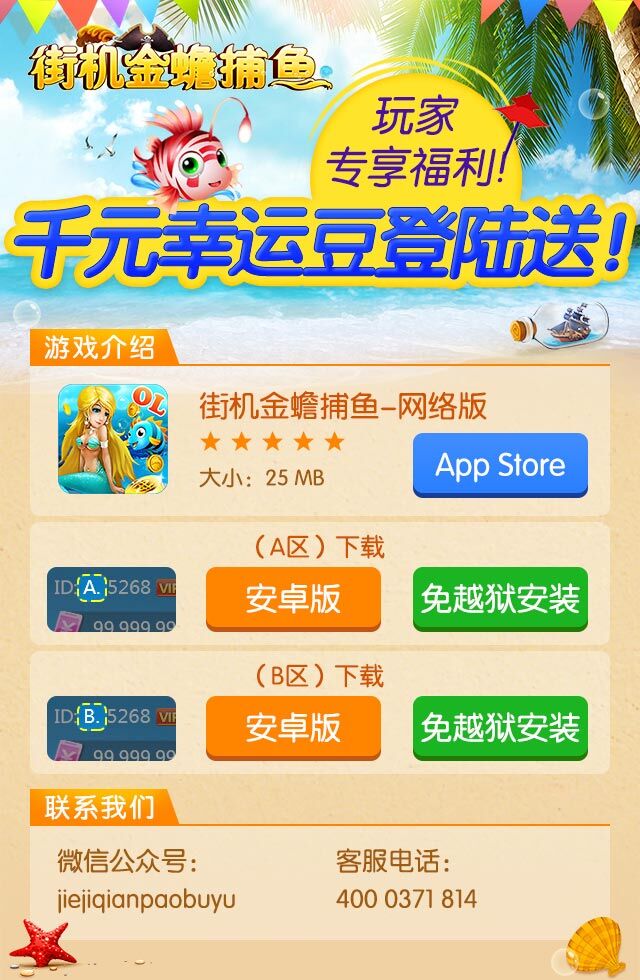 街机金蟾捕鱼
玩家
专享福利!
千元幸运豆登陆送!
游戏介绍
OL
街机金蟾捕鱼-网络版
大小：25 MB
App Store
（A区）下载
ID:A.5268 VIP
99,999,99
安卓版
免越狱安装
（B区）下载
ID:B.5268 VIP
99,999,99
安卓版
免越狱安装
联系我们
微信公众号：
jiejiqianpaobuyu
客服电话：
400 0371 814